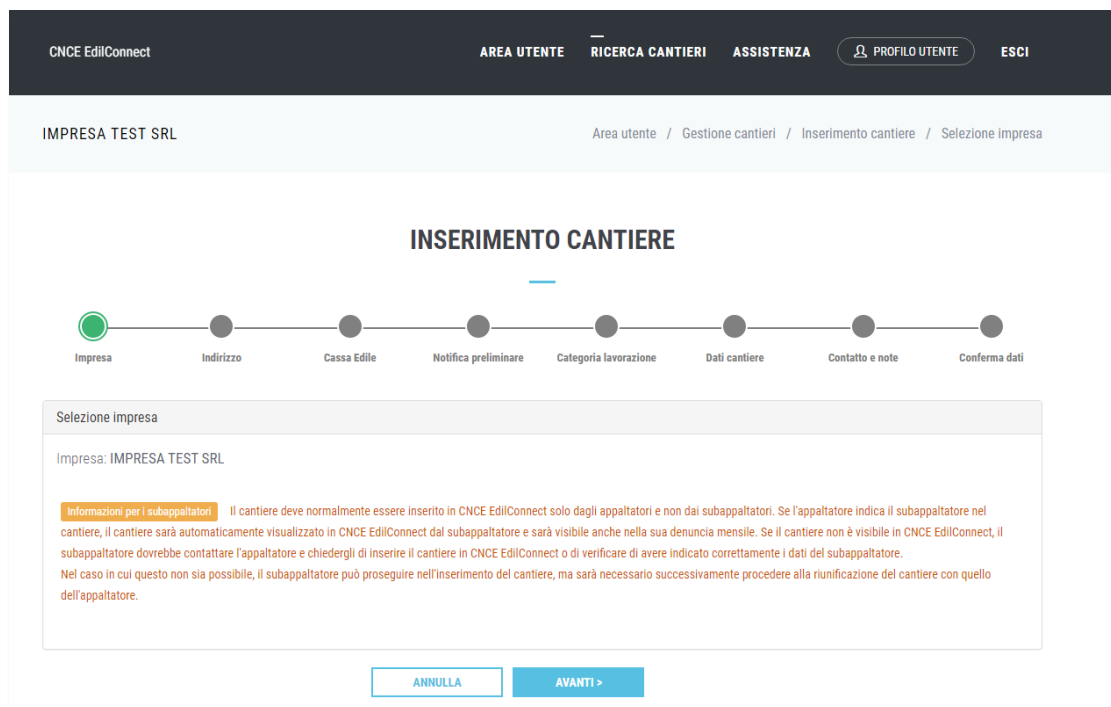 CNCE EdilConnect
AREA UTENTE RICERCA CANTIERI ASSISTENZA PROFILO UTENTE ESCI
IMPRESA TEST SRL
Area utente / Gestione cantieri / Inserimento cantiere / Selezione impresa
INSERIMENTO CANTIERE
Impresa Indirizzo Cassa Edile Notifica preliminare Categoria lavorazione Dati cantiere Contatto e note Conferma dati
Selezione impresa
Impresa: IMPRESA TEST SRL
Informazioni per i subappaltatori Il cantiere deve normalmente essere inserito in CNCE EdilConnect solo dagli appaltatori e non dai subappaltatori. Se l'appaltatore indica il subappaltatore nel
cantiere, il cantiere sarà automaticamente visualizzato in CNCE EdilConnect dal subappaltatore e sarà visibile anche nella sua denuncia mensile. Se il cantiere non è visibile in CNCE EdilConnect, il
subappaltatore dovrebbe contattare l'appaltatore e chiedergli di inserire il cantiere in CNCE EdilConnect o di verificare di avere indicato correttamente i dati del subappaltatore.
Nel caso in cui questo non sia possibile, il subappaltatore può proseguire nell'inserimento del cantiere, ma sarà necessario successivamente procedere alla riunificazione del cantiere con quello
dell'appaltatore.
ANNULLA AVANTI >